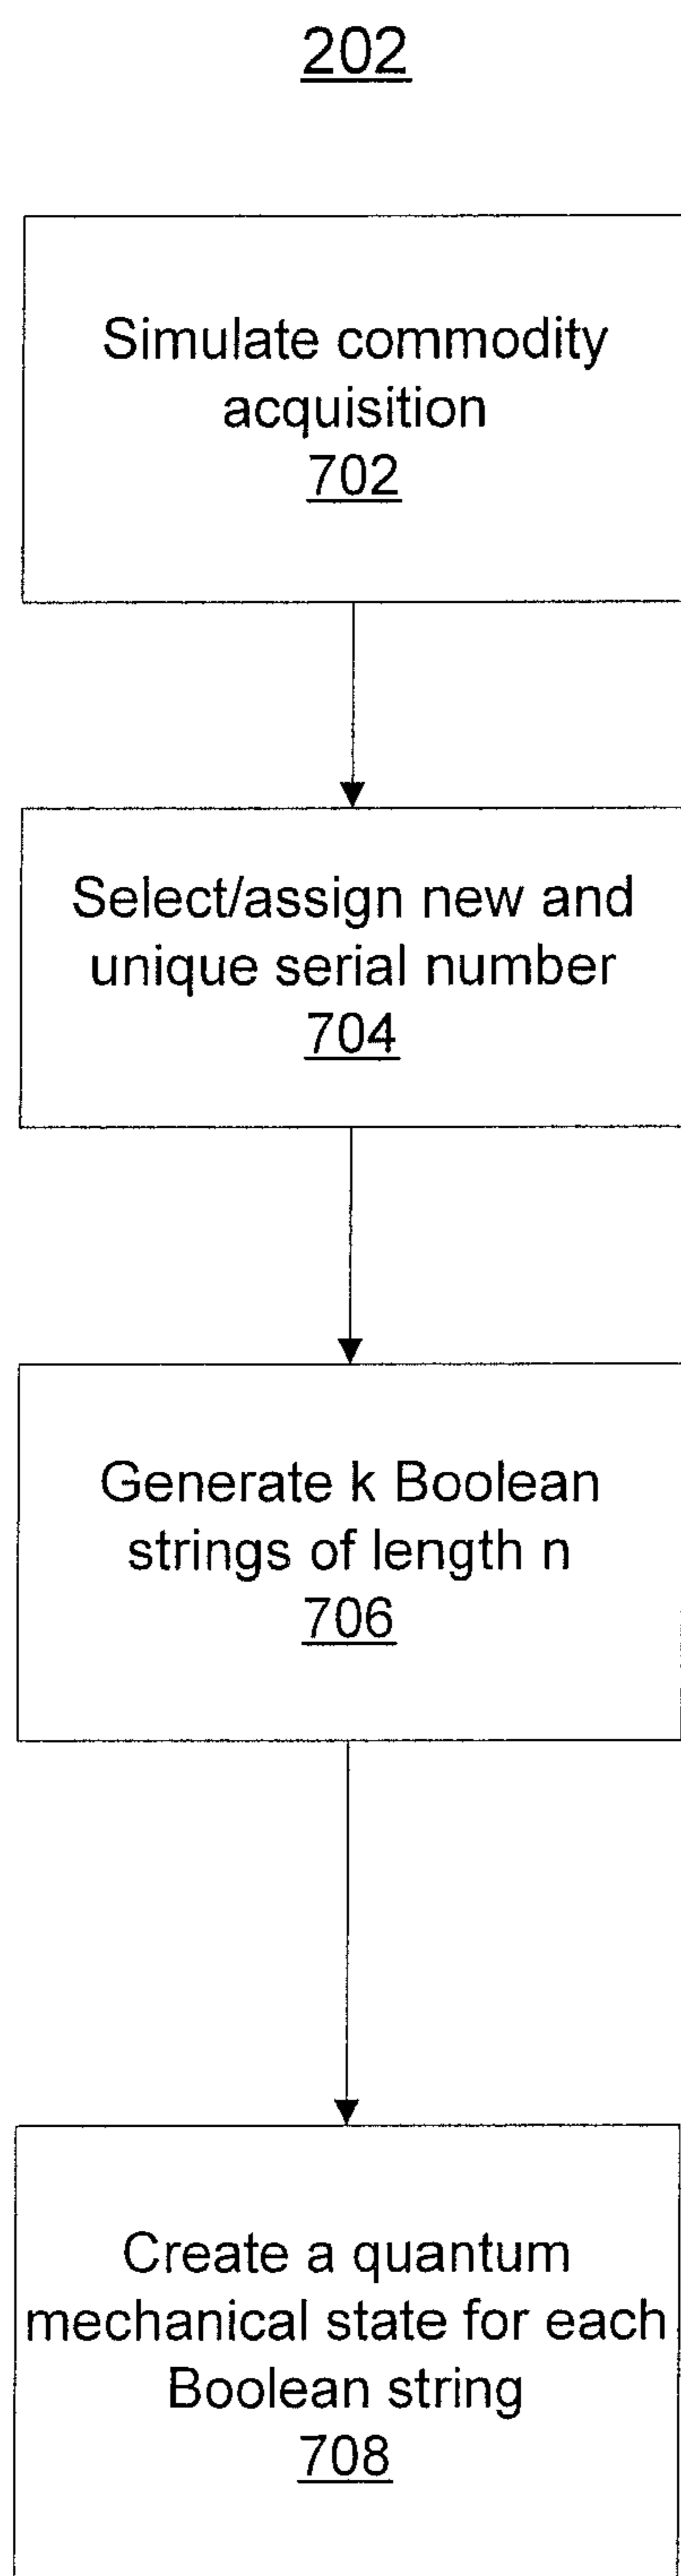 202
Simulate commodity
acquisition
702
Select/assign new and
unique serial number
704
Generate k Boolean
strings of length n
706
Create a quantum
mechanical state for each
Boolean string
708